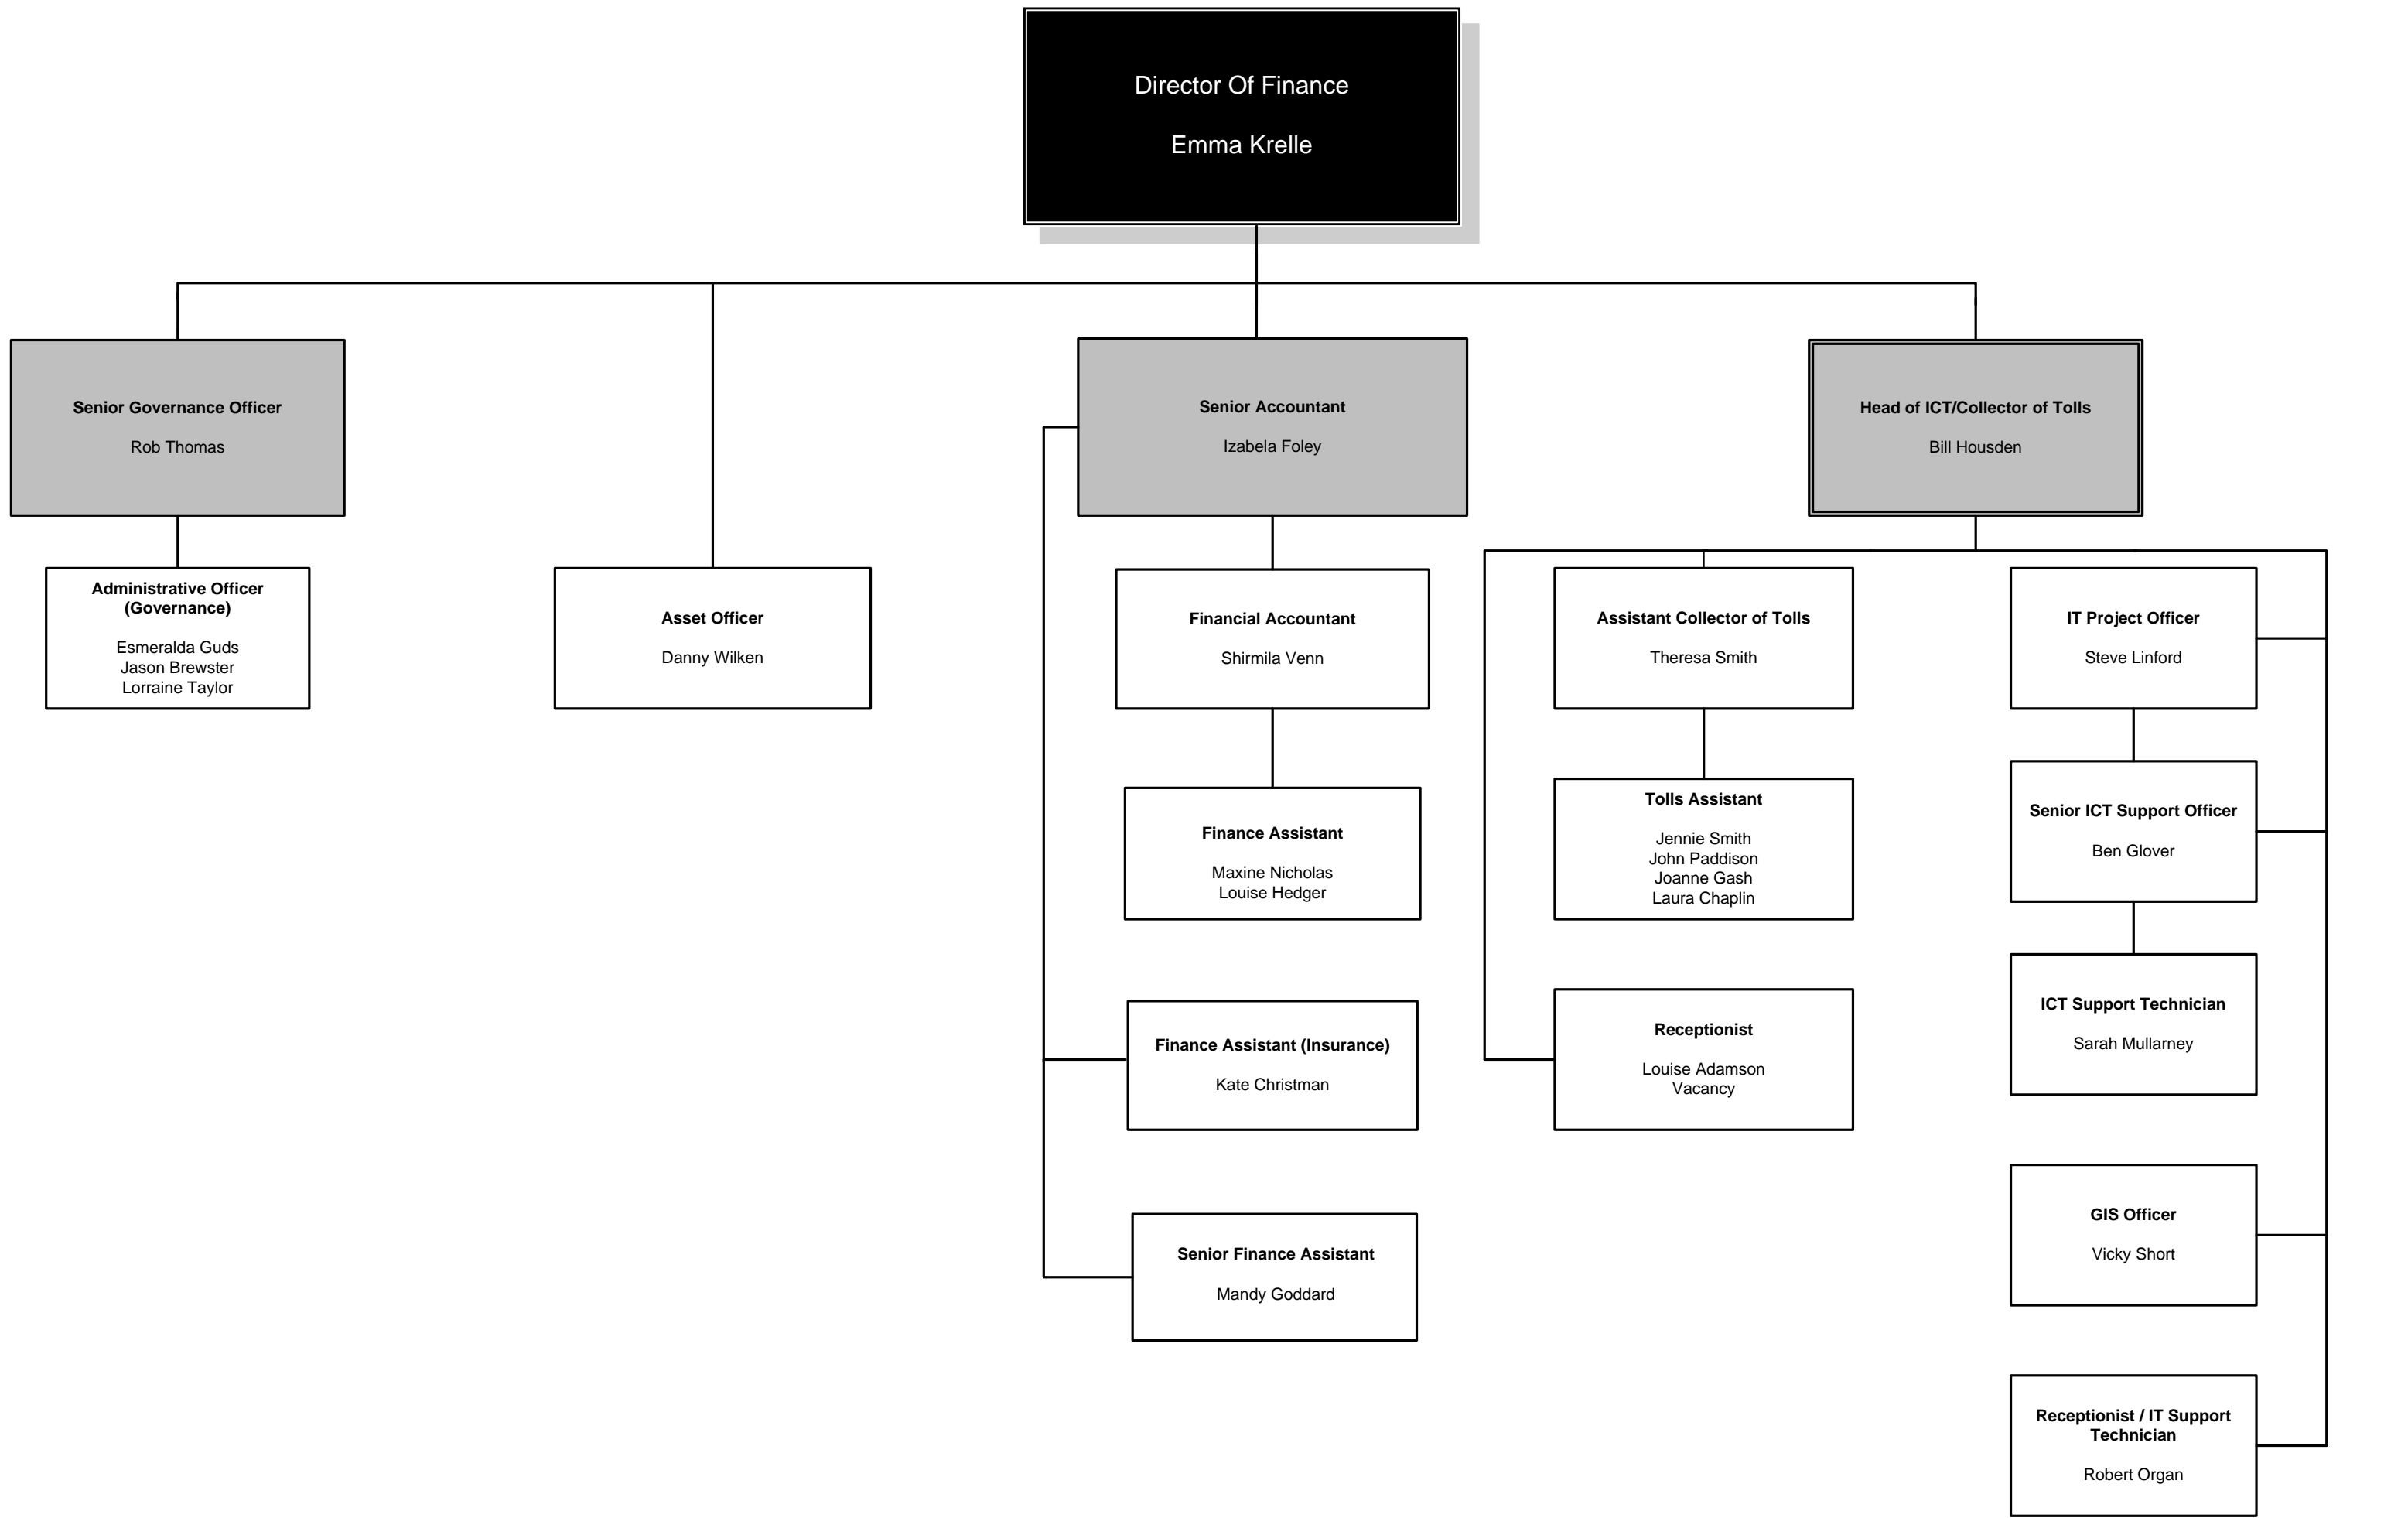 Director Of Finance
Emma Krelle
Senior Governance Officer
Rob Thomas
Senior Accountant
Izabela Foley
Head of ICT/Collector of Tolls
Bill Housden
Administrative Officer
(Governance)
Esmeralda Guds
Jason Brewster
Lorraine Taylor
Asset Officer
Danny Wilken
Financial Accountant
Shirmila Venn
Assistant Collector of Tolls
Theresa Smith
IT Project Officer
Steve Linford
Finance Assistant
Maxine Nicholas
Louise Hedger
Tolls Assistant
Jennie Smith
John Paddison
Joanne Gash
Laura Chaplin
Senior ICT Support Officer
Ben Glover
Finance Assistant (Insurance)
Kate Christman
Receptionist
Louise Adamson
Vacancy
ICT Support Technician
Sarah Mullarney
Senior Finance Assistant
Mandy Goddard
GIS Officer
Vicky Short
Receptionist / IT Support
Technician
Robert Organ